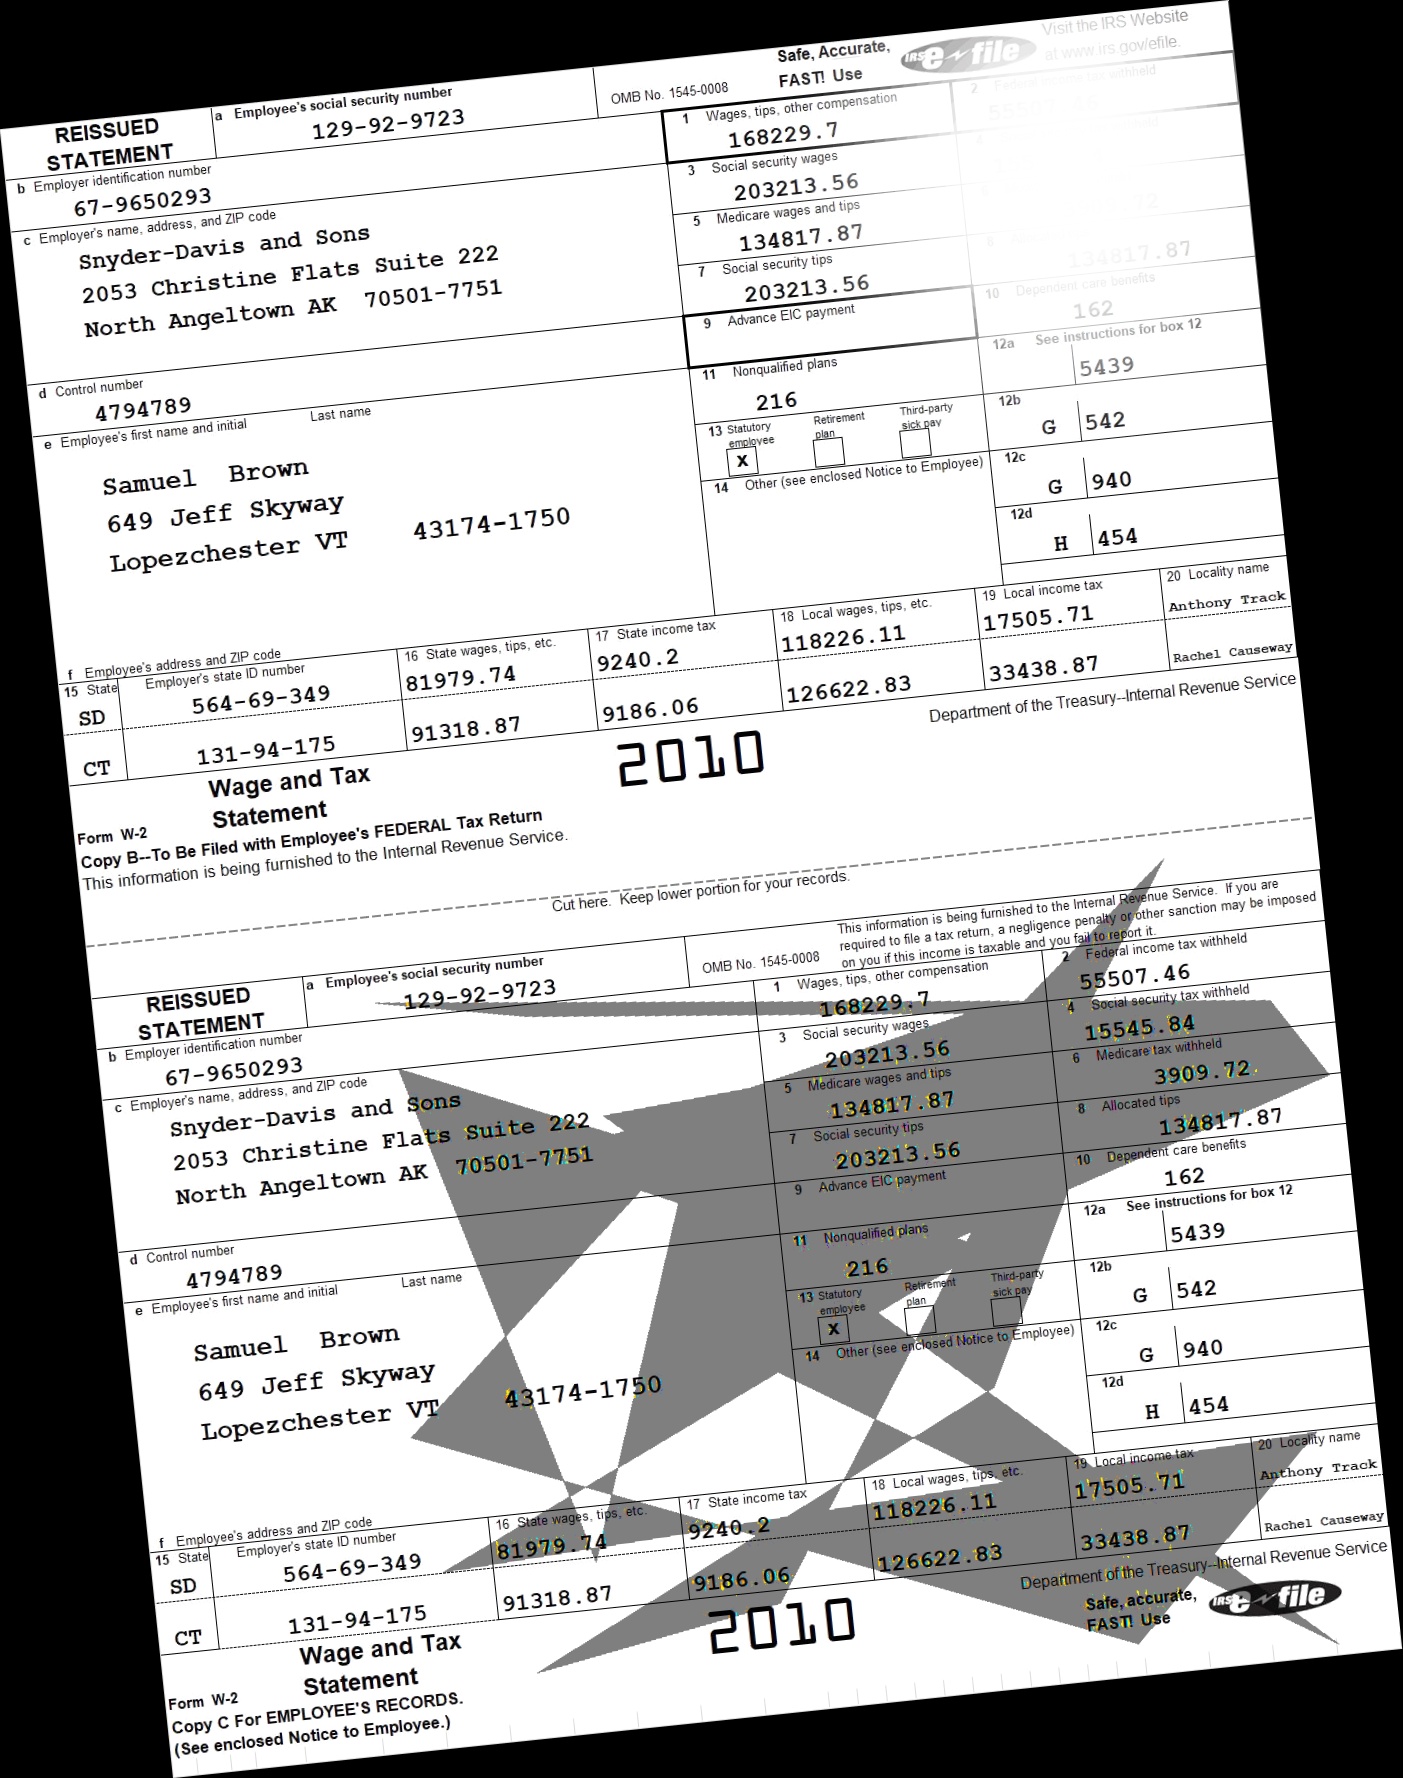 Safe, Accurate,
FAST! Use
IRS e-file
Visit the IRS Website
at www.irs.gov/efile.
REISSUED
STATEMENT
a Employee's social security number
129-92-9723
OMB No. 1545-0008
1 Wages, tips, other compensation
168229.7
2 Federal income tax withheld
55507.46
b Employer identification number
67-9650293
3 Social security wages
203213.56
c Employer's name, address, and ZIP code
Snyder-Davis and Sons
2053 Christine Flats Suite 222
North Angeltown AK 70501-7751
5 Medicare wages and tips
134817.87
7 Social security tips
203213.56
8
134817.87
9 Advance EIC payment
10 Dependent care benefits
162
d Control number
4794789
11 Nonqualified plans
216
12a See instructions for box 12
5439
e Employee's first name and initial Last name
Samuel Brown
649 Jeff Skyway
Lopezchester VT 43174-1750
13 Statutory employee Retirement plan Third-party sick pay
X
12b
G 542
14 Other (see enclosed Notice to Employee)
12c
G 940
12d
H 454
f Employee's address and ZIP code
15 State Employer's state ID number
16 State wages, tips, etc.
17 State income tax
18 Local wages, tips, etc.
19 Local income tax
20 Locality name
SD 564-69-349 81979.74 9240.2 118226.11 17505.71 Anthony Track
CT 131-94-175 91318.87 9186.06 126622.83 33438.87 Rachel Causeway
Form W-2
Wage and Tax
Statement
2010
Department of the Treasury--Internal Revenue Service
Copy B--To Be Filed with Employee's FEDERAL Tax Return
This information is being furnished to the Internal Revenue Service.
Cut here. Keep lower portion for your records.
This information is being furnished to the Internal Revenue Service. If you are
required to file a tax return, a negligence penalty or other sanction may be imposed
on you if this income is taxable and you fail to report it.
REISSUED
STATEMENT
a Employee's social security number
129-92-9723
OMB No. 1545-0008
1 Wages, tips, other compensation
168229.7
2 Federal income tax withheld
55507.46
b Employer identification number
67-9650293
3 Social security wages
203213.56
4 Social security tax withheld
15545.84
c Employer's name, address, and ZIP code
Snyder-Davis and Sons
2053 Christine Flats Suite 222
North Angeltown AK 70501-7751
5 Medicare wages and tips
134817.87
6 Medicare tax withheld
3909.72
7 Social security tips
203213.56
8 Allocated tips
134817.87
9 Advance EIC payment
10 Dependent care benefits
162
d Control number
4794789
11 Nonqualified plans
216
12a See instructions for box 12
5439
e Employee's first name and initial Last name
Samuel Brown
649 Jeff Skyway
Lopezchester VT 43174-1750
13 Statutory employee Retirement plan Third-party sick pay
X
12b
G 542
14 Other (see enclosed Notice to Employee)
12c
G 940
12d
H 454
f Employee's address and ZIP code
15 State Employer's state ID number
16 State wages, tips, etc.
17 State income tax
18 Local wages, tips, etc.
19 Local income tax
20 Locality name
SD 564-69-349 81979.74 9240.2 118226.11 17505.71 Anthony Track
CT 131-94-175 91318.87 9186.06 126622.83 33438.87 Rachel Causeway
Form W-2
Wage and Tax
Statement
2010
Department of the Treasury--Internal Revenue Service
Safe, accurate,
FAST! Use
IRS e-file
Copy C For EMPLOYEE'S RECORDS.
(See enclosed Notice to Employee.)